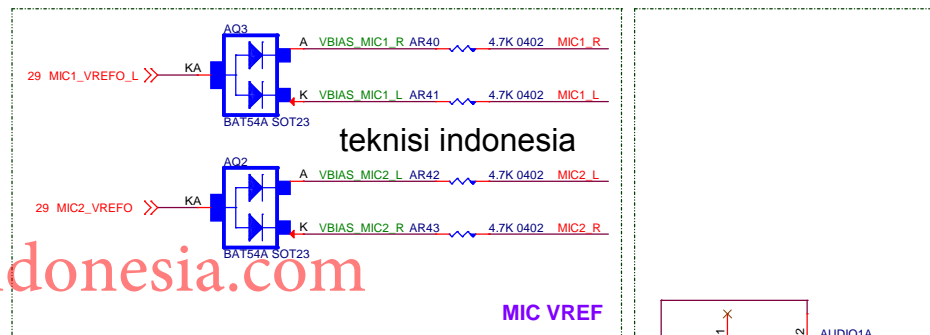 AQ3
A VBIAS_MIC1_R AR40 4.7K 0402 MIC1_R
29 MIC1_VREFO_L KA
K VBIAS_MIC1_L AR41 4.7K 0402 MIC1_L
BAT54A SOT23
teknisi indonesia
AQ2
A VBIAS_MIC2_L AR42 4.7K 0402 MIC2_L
29 MIC2_VREFO KA
K VBIAS_MIC2_R AR43 4.7K 0402 MIC2_R
BAT54A SOT23
donesia.com
MIC VREF
1
2
AUDIO1A